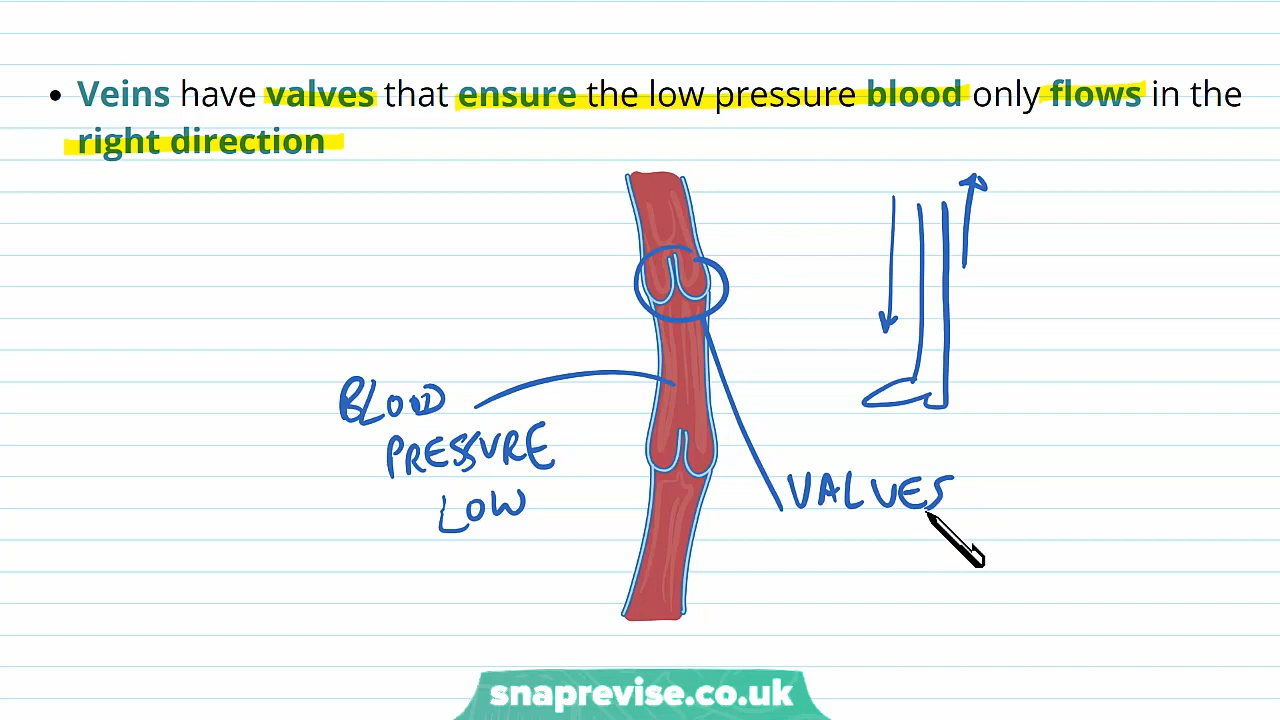 • Veins have valves that ensure the low pressure blood only flows in the
right direction
BLOOD
PRESSURE
LOW
VALVES
snaprevise.co.uk